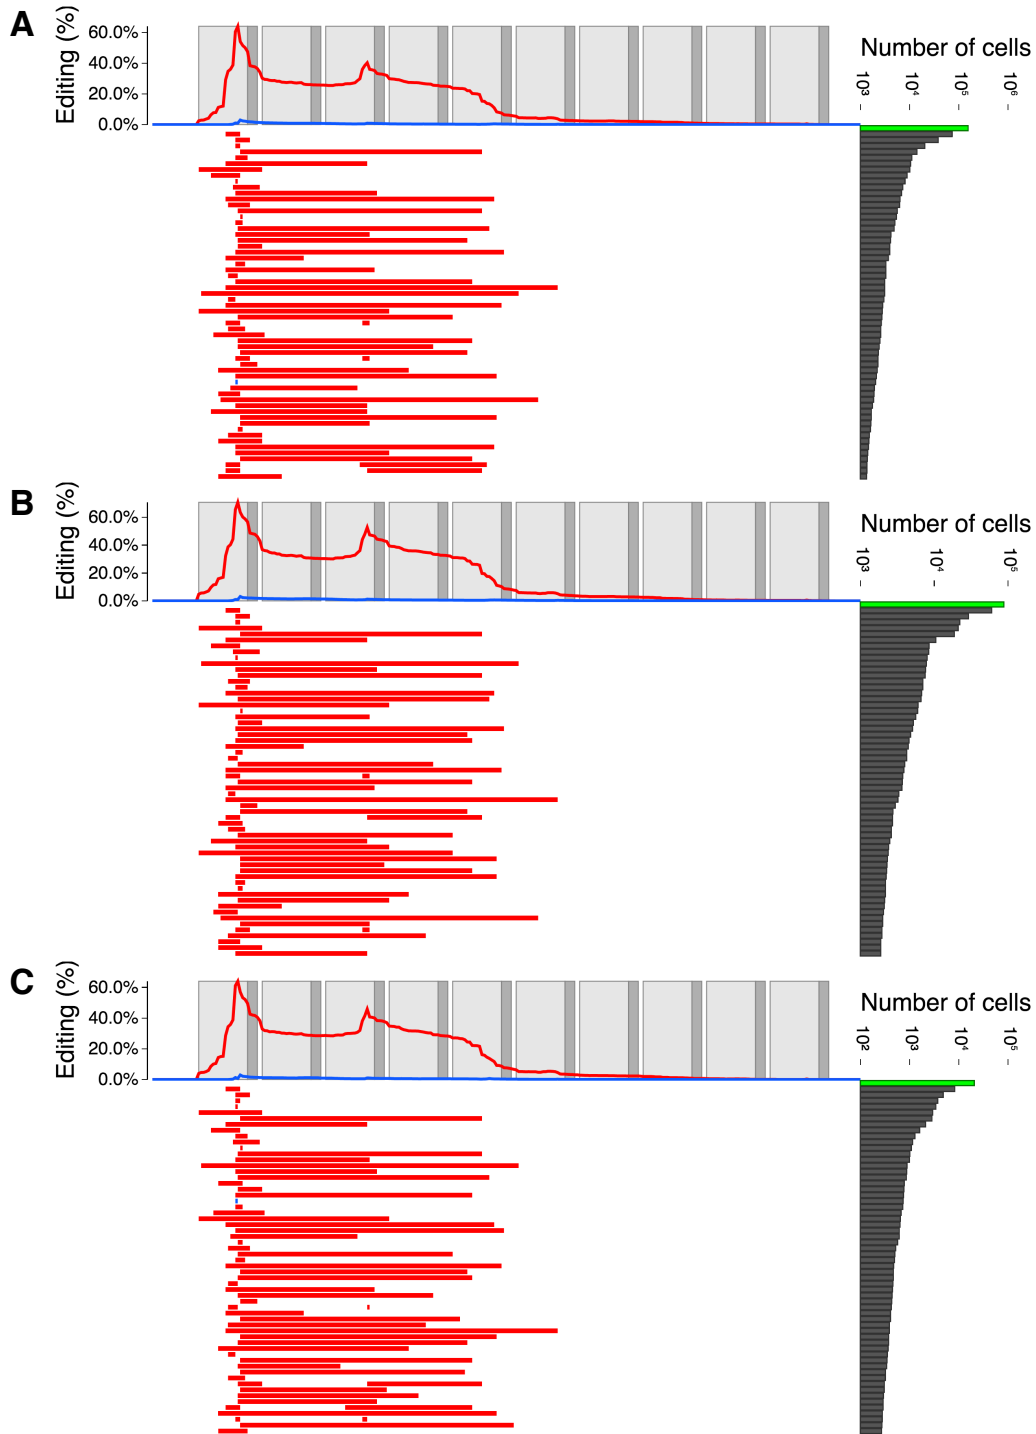 A
Editing (%)
60.0%
40.0%
20.0%
0.0%
Number of cells
10³
10⁴
10⁵
10⁶
B
Editing (%)
60.0%
40.0%
20.0%
0.0%
Number of cells
10³
10⁴
10⁵
C
Editing (%)
60.0%
40.0%
20.0%
0.0%
Number of cells
10²
10³
10⁴
10⁵